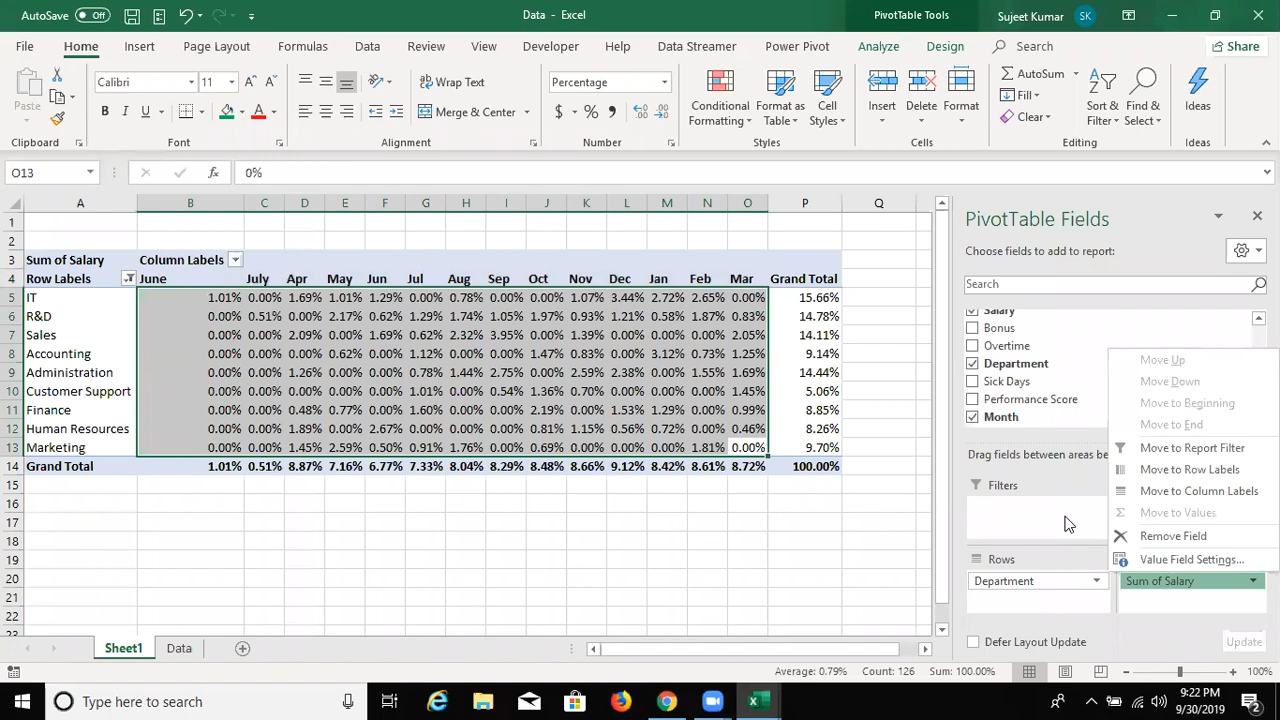 AutoSave Off Data - Excel PivotTable Tools Sujeet Kumar SK
File Home Insert Page Layout Formulas Data Review View Developer Help Data Streamer Power Pivot Analyze Design Search Share
Paste Calibri 11 Wrap Text Percentage Conditional Formatting Format as Table Cell Styles Insert Delete Format AutoSum Fill Clear Sort & Filter Find & Select Ideas
B I U A Merge & Center $ %
Clipboard Font Alignment Number Styles Cells Editing Ideas
O13 fx 0%
A B C D E F G H I J K L M N O P Q
1
2
3 Sum of Salary Column Labels
4 Row Labels June July Apr May Jun Jul Aug Sep Oct Nov Dec Jan Feb Mar Grand Total
5 IT 1.01% 0.00% 1.69% 1.01% 1.29% 0.00% 0.78% 0.00% 0.00% 1.07% 3.44% 2.72% 2.65% 0.00% 15.66%
6 R&D 0.00% 0.51% 0.00% 2.17% 0.62% 1.29% 1.74% 1.05% 1.97% 0.93% 1.21% 0.58% 1.87% 0.83% 14.78%
7 Sales 0.00% 0.00% 2.09% 0.00% 1.69% 0.62% 2.32% 3.95% 0.00% 1.39% 0.00% 0.00% 0.00% 2.05% 14.11%
8 Accounting 0.00% 0.00% 0.00% 0.62% 0.00% 1.12% 0.00% 0.00% 1.47% 0.83% 0.00% 3.12% 0.73% 1.25% 9.14%
9 Administration 0.00% 0.00% 1.26% 0.00% 0.00% 0.78% 1.44% 2.75% 0.00% 2.59% 2.38% 0.00% 1.55% 1.69% 14.44%
10 Customer Support 0.00% 0.00% 0.00% 0.00% 0.00% 1.01% 0.00% 0.54% 1.36% 0.70% 0.00% 0.00% 0.00% 1.45% 5.06%
11 Finance 0.00% 0.00% 0.48% 0.77% 0.00% 1.60% 0.00% 0.00% 2.19% 0.00% 1.53% 1.29% 0.00% 0.99% 8.85%
12 Human Resources 0.00% 0.00% 1.89% 0.00% 2.67% 0.00% 0.00% 0.00% 0.81% 1.15% 0.56% 0.72% 0.00% 0.46% 8.26%
13 Marketing 0.00% 0.00% 1.45% 2.59% 0.50% 0.91% 1.76% 0.00% 0.69% 0.00% 0.00% 0.00% 1.81% 0.00% 9.70%
14 Grand Total 1.01% 0.51% 8.87% 7.16% 6.77% 7.33% 8.04% 8.29% 8.48% 8.66% 9.12% 8.42% 8.61% 8.72% 100.00%
15
16
17
18
19
20
21
22
23
PivotTable Fields
Choose fields to add to report:
Search
Salary
Bonus
Overtime
Department
Sick Days
Performance Score
Month
Drag fields between areas be
Filters
Rows
Department
Move Up
Move Down
Move to Beginning
Move to End
Move to Report Filter
Move to Row Labels
Move to Column Labels
Move to Values
Remove Field
Value Field Settings...
Sum of Salary
Defer Layout Update Update
Sheet1 Data
Average: 0.79% Count: 126 Sum: 100.00% 100%
Type here to search
9:22 PM
9/30/2019
2